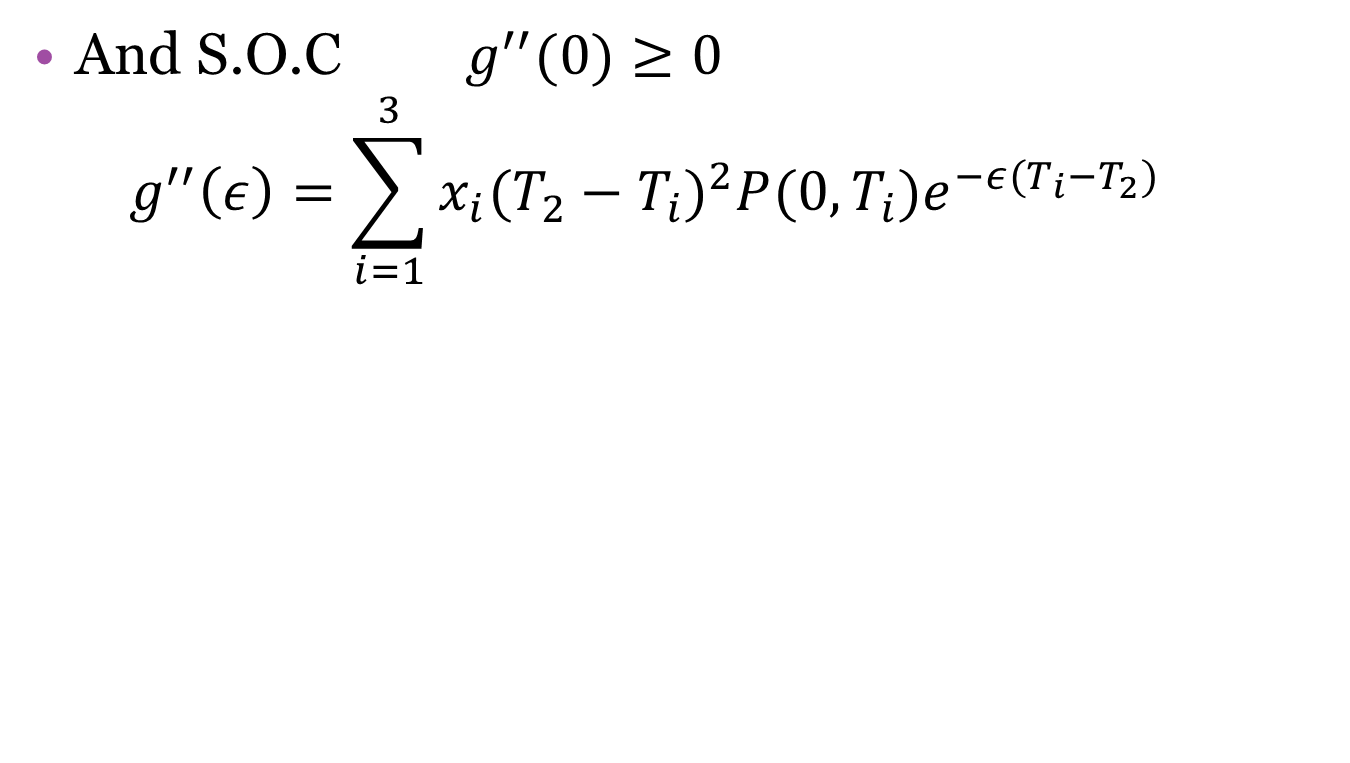 • And S.O.C g′′(0) ≥ 0
g′′(ϵ) = ∑_{i=1}^{3} x_i(T_2 − T_i)^2 P(0, T_i)e^{−ϵ(T_i−T_2)}